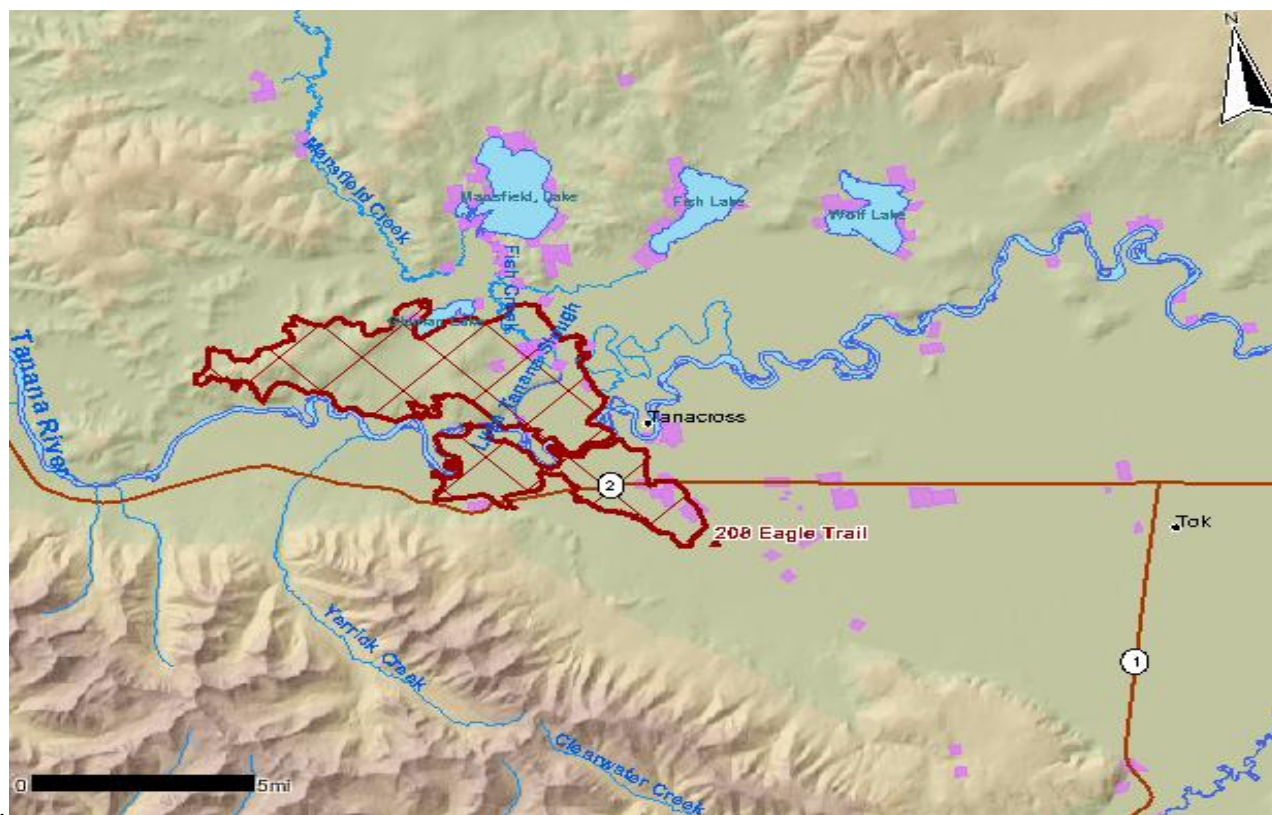 N
Mansfield Creek
Mansfield, Lake
Fish Lake
Wolf Lake
Fish Creek
Tanana River
Tanacross
2
208 Eagle Trail
Tok
Yerrick Creek
1
Clearwater Creek
0 5mi